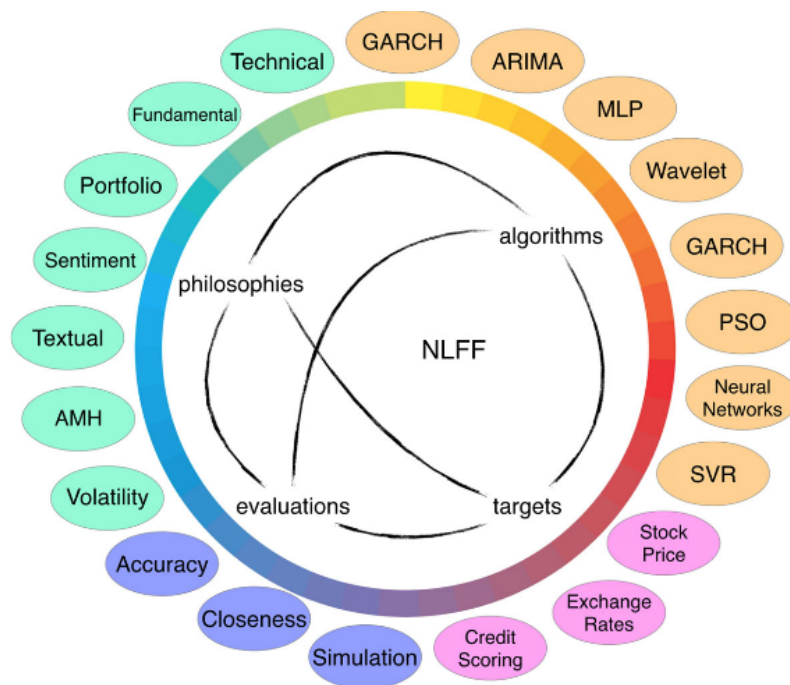 GARCH
ARIMA
MLP
Wavelet
GARCH
PSO
Neural
Networks
SVR
Stock
Price
Exchange
Rates
Credit
Scoring
Simulation
Closeness
Accuracy
Volatility
AMH
Textual
Sentiment
Portfolio
Fundamental
Technical
algorithms
philosophies
NLFF
evaluations
targets